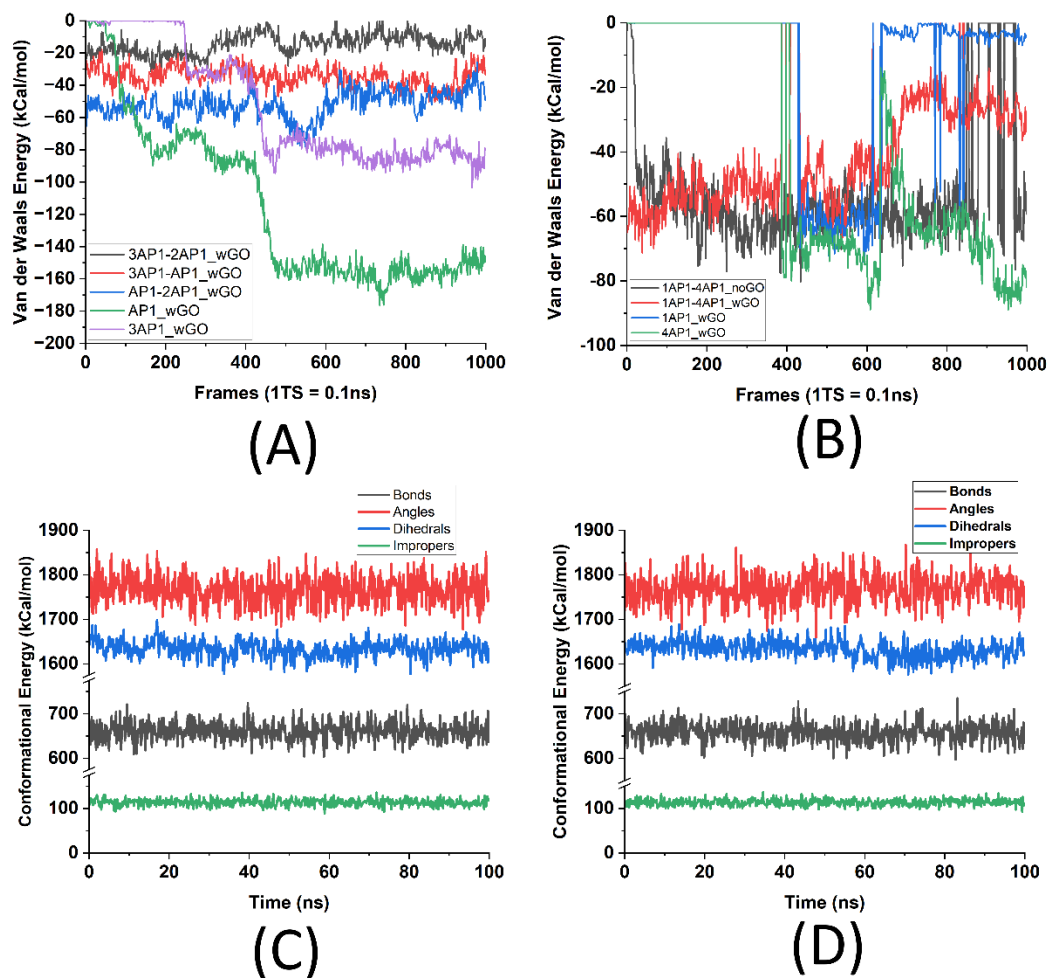 Van der Waals Energy (kCal/mol)
0
−20
−40
−60
−80
−100
−120
−140
−160
−180
−200
3AP1-2AP1_wGO
3AP1-AP1_wGO
AP1-2AP1_wGO
AP1_wGO
3AP1_wGO
0 200 400 600 800 1000
Frames (1TS = 0.1ns)
(A)
Van der Waals Energy (kCal/mol)
0
-20
-40
-60
-80
-100
1AP1-4AP1_noGO
1AP1-4AP1_wGO
1AP1_wGO
4AP1_wGO
0 200 400 600 800 1000
Frames (1TS = 0.1ns)
(B)
Bonds
Angles
Dihedrals
Impropers
Conformational Energy (kCal/mol)
1900
1800
1750
1600
700
600
100
0
0 20 40 60 80 100
Time (ns)
(C)
Bonds
Angles
Dihedrals
Impropers
Conformational Energy (kCal/mol)
1900
1800
1750
1600
700
600
100
0
0 20 40 60 80 100
Time (ns)
(D)